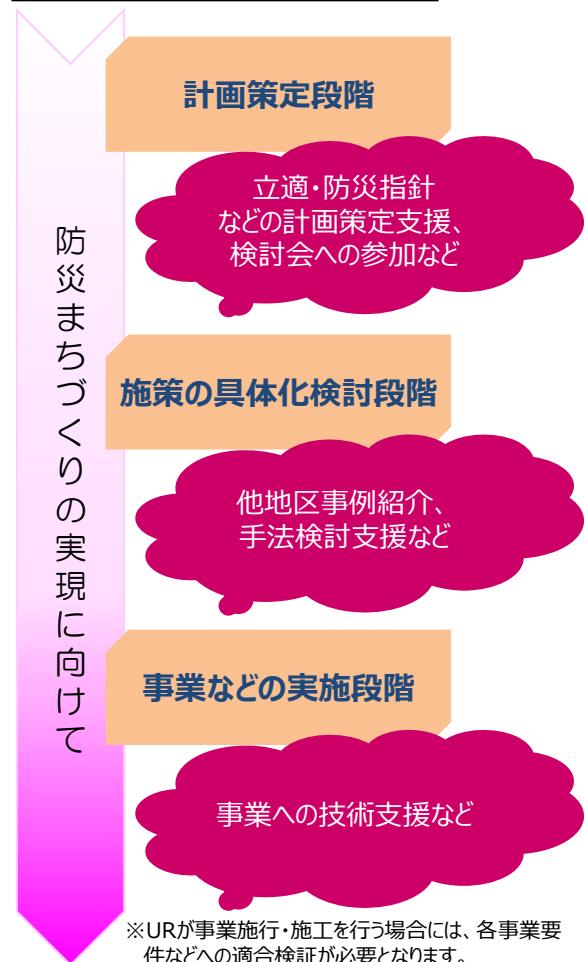 防災まちづくりの実現に向けて
計画策定段階
立適・防災指針
などの計画策定支援、
検討会への参加など
施策の具体化検討段階
他地区事例紹介、
手法検討支援など
事業などの実施段階
事業への技術支援など
※URが事業施行・施工を行う場合には、各事業要
件などへの適合検証が必要となります。